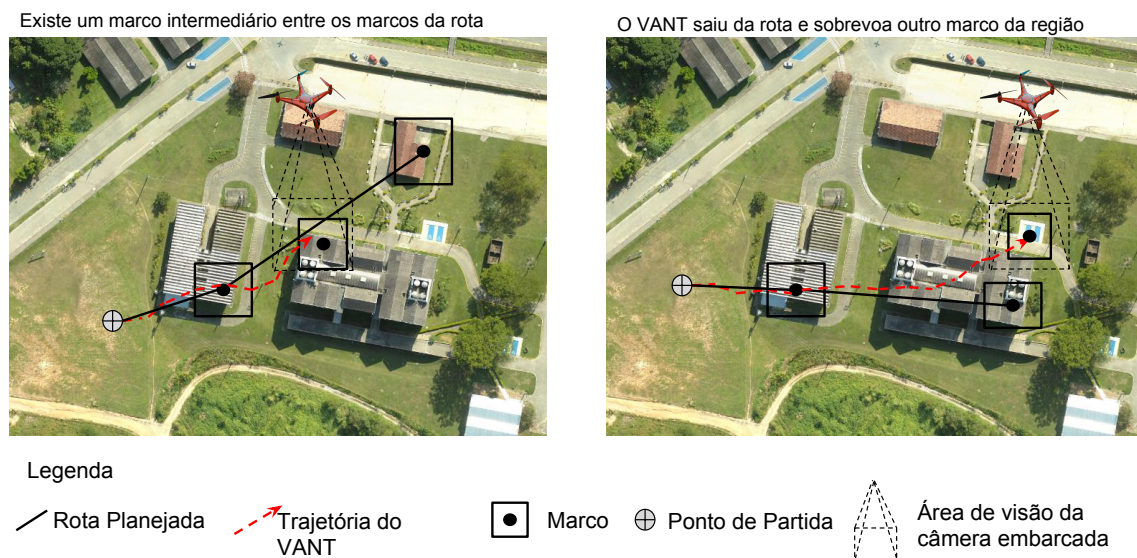 Existe um marco intermediário entre os marcos da rota
O VANT saiu da rota e sobrevoa outro marco da região
Legenda
Rota Planejada
Trajetória do
VANT
Marco
Ponto de Partida
Área de visão da
câmera embarcada